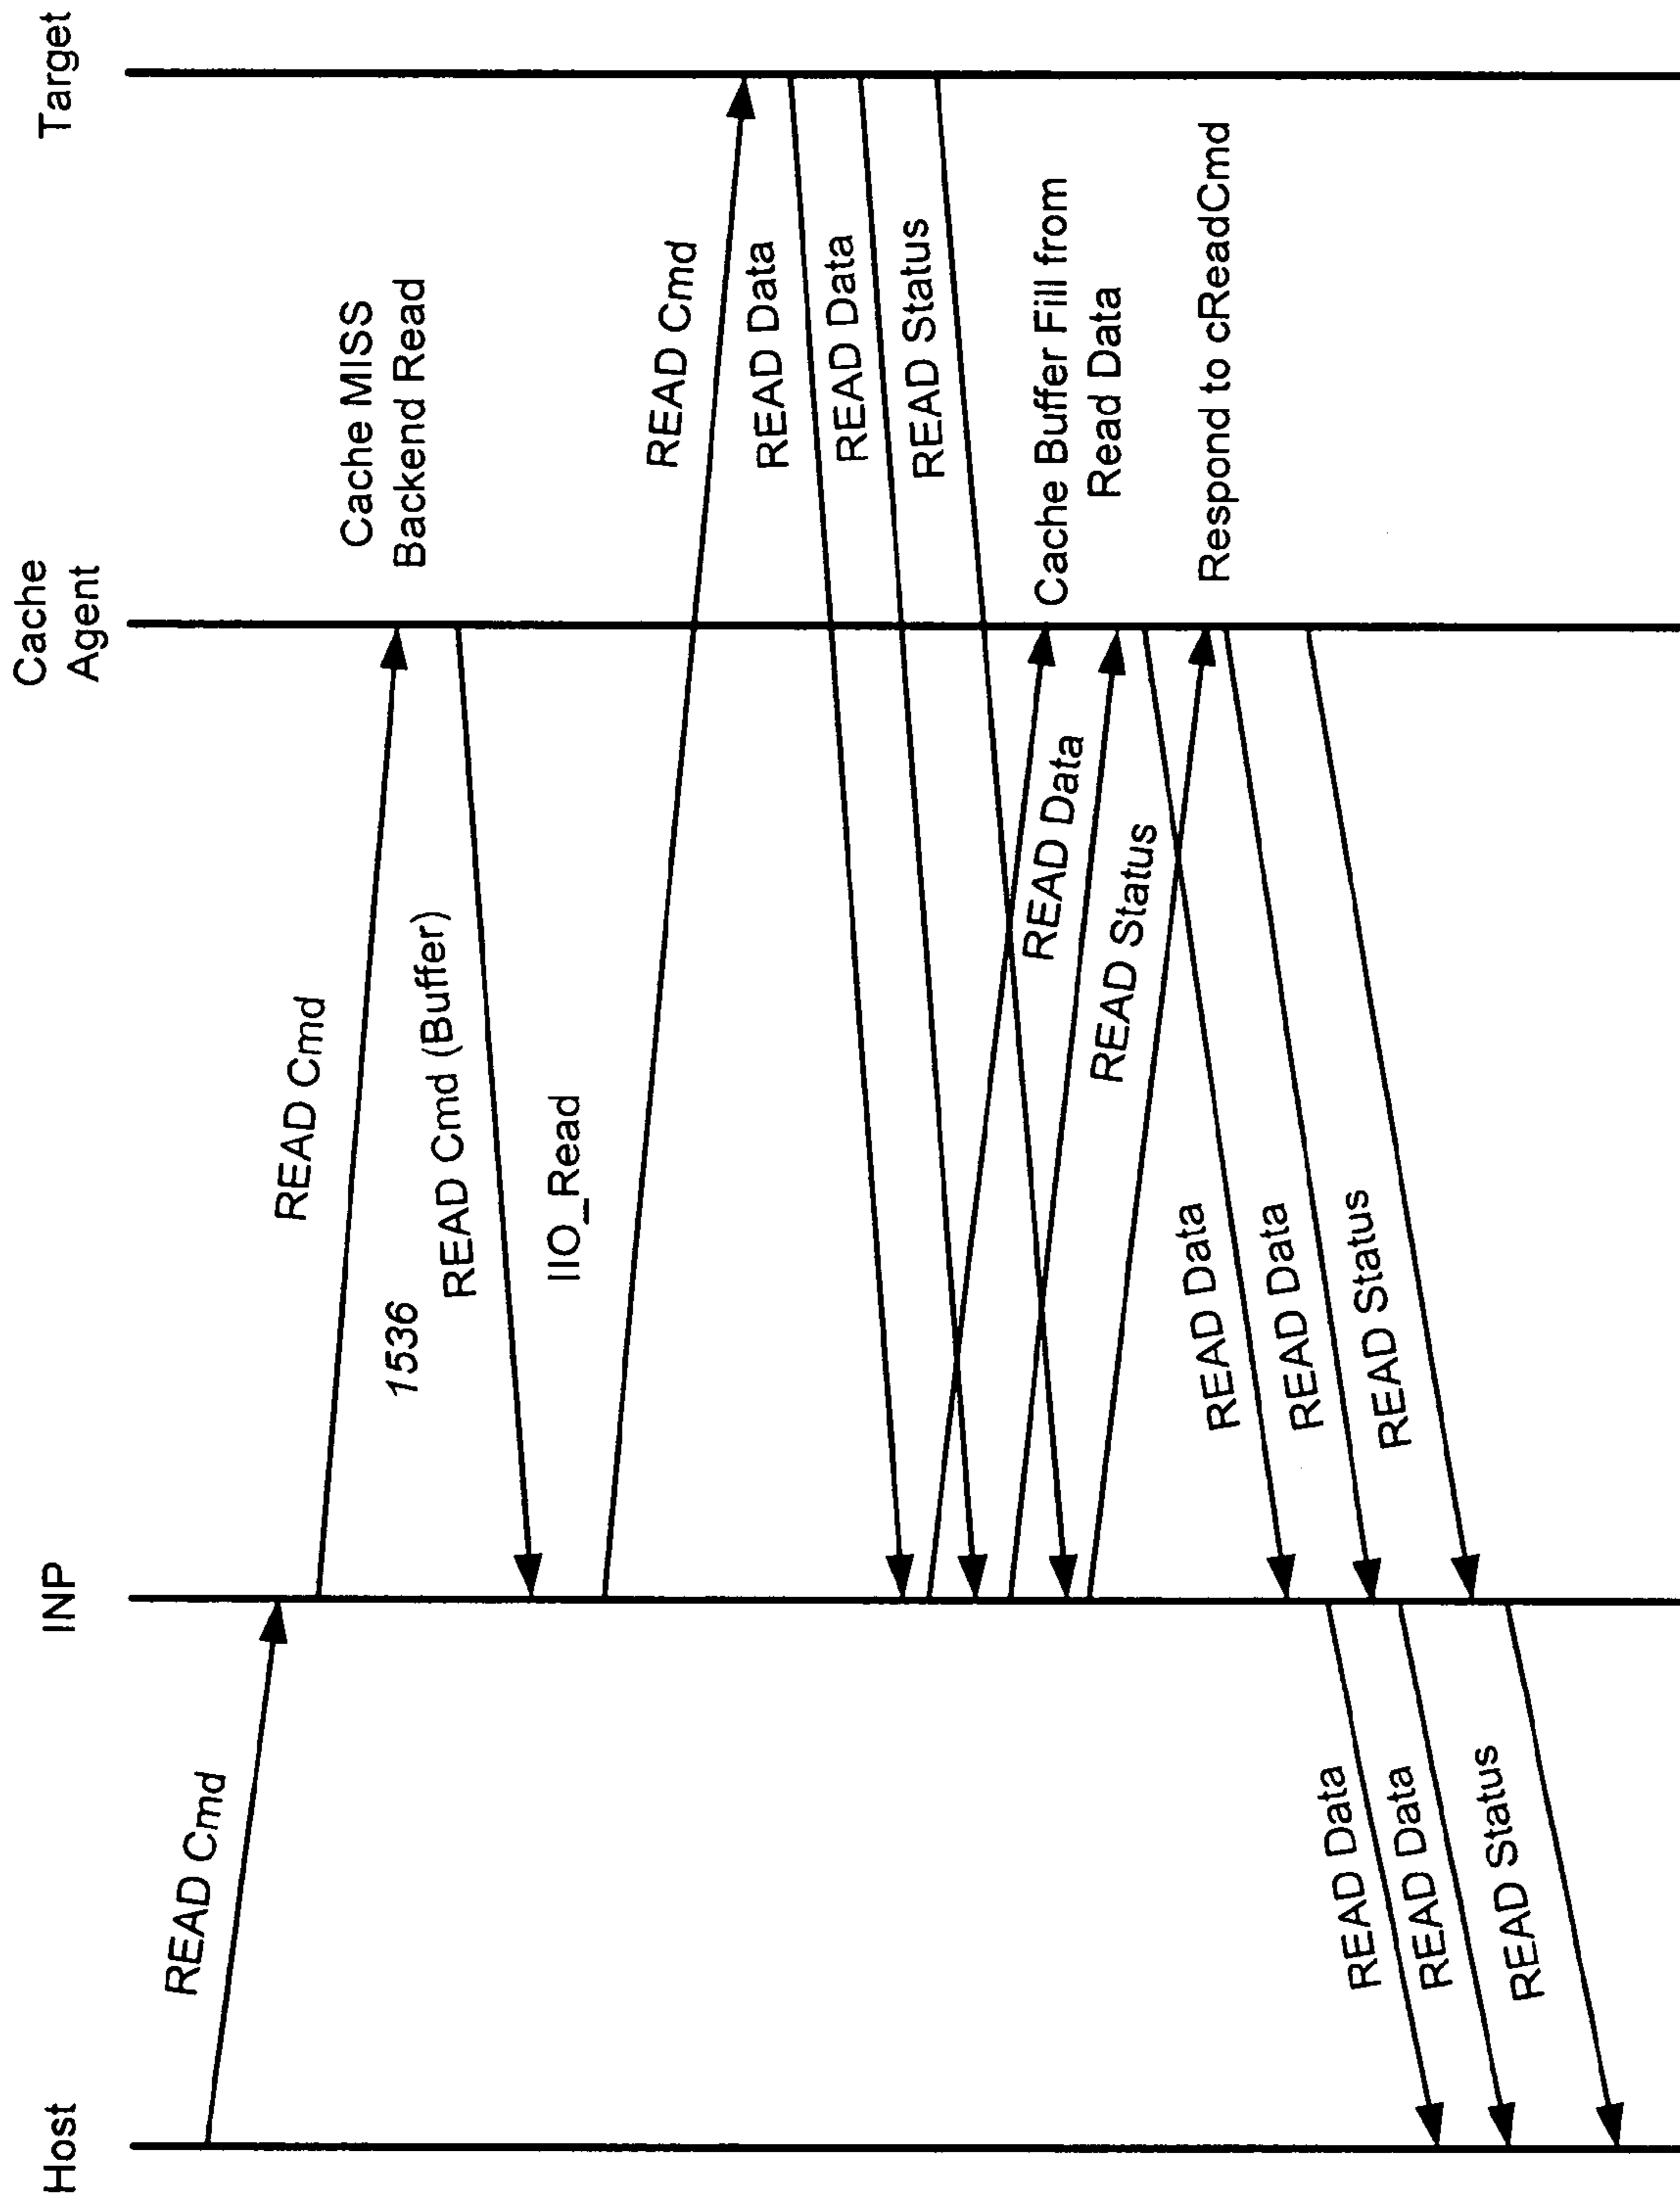 Host
INP
Cache
Agent
Target
READ Cmd
READ Cmd
Cache MISS
Backend Read
1536
READ Cmd (Buffer)
IIO_Read
READ Cmd
READ Data
READ Data
READ Status
Cache Buffer Fill from
Read Data
READ Data
READ Status
Respond to cReadCmd
READ Data
READ Data
READ Status
READ Data
READ Data
READ Status